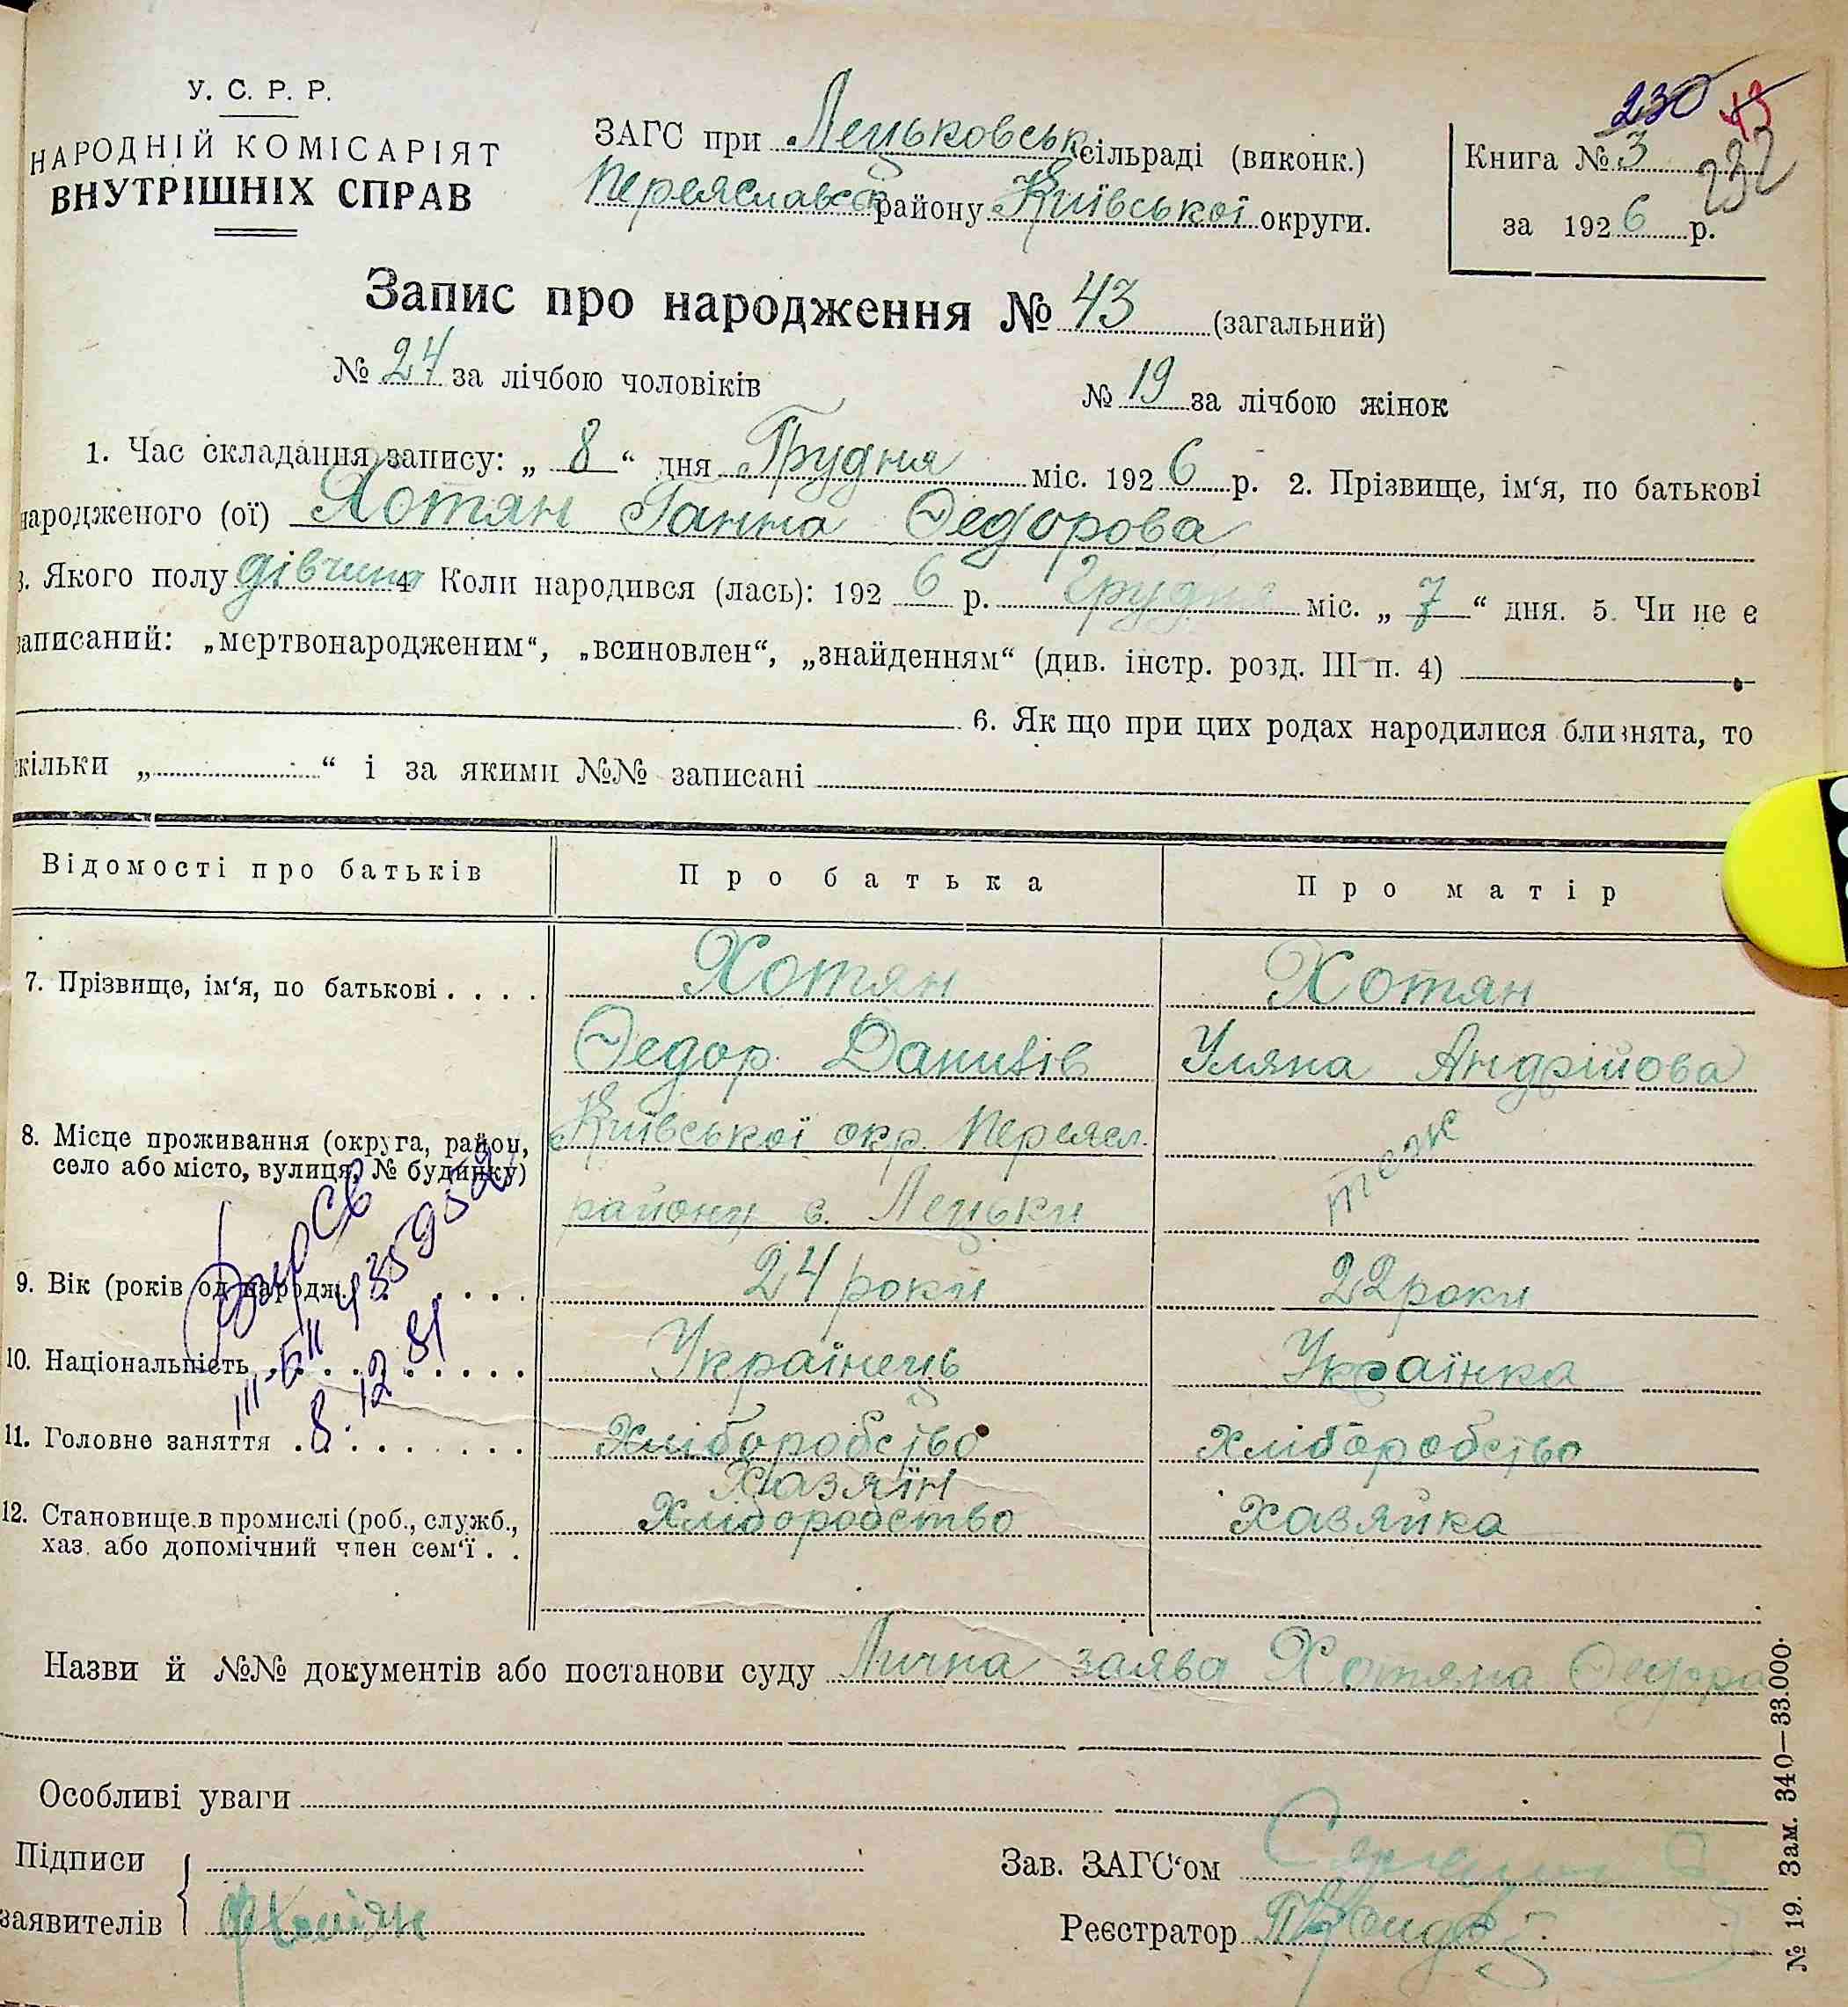 У. С. Р. Р.
НАРОДНІЙ КОМІСАРІЯТ
ВНУТРІШНІХ СПРАВ
ЗАГС при Лецьковськ сільраді (виконк.)
Переяславск району Київської округи.
230 43
232
Книга № 3
за 1926 р.
Запис про народження № 43 (загальний)
№ 24 за лічбою чоловіків № 19 за лічбою жінок
1. Час складання запису: „ 8 “ дня Грудня міс. 1926 р. 2. Прізвище, ім‘я, по батькові
народженого (ої) Хотян Ганна Федорова
3. Якого полу дівчина 4 Коли народився (лась): 1926 р. Грудня міс. „ 7 “ дня. 5. Чи не є
записаний: „мертвонародженим“, „всиновлен“, „знайденням“ (див. інстр. розд. III п. 4)
6. Як що при цих родах народилися близнята, то
скільки „ “ і за якими №№ записані
Відомості про батьків Про батька Про матір
7. Прізвище, ім‘я, по батькові . . . . Хотян Хотян
Федор Данилів Уляна Андрійова
8. Місце проживання (округа, район, Київської окр. Переясл. тож
село або місто, вулиця, № будинку)
району с. Лецьки
9. Вік (років од народж. 24 роки 22 роки
10. Національність Українець Українка
11. Головне заняття Хліборобство Хліборобство
Хазяїн
12. Становище в промислі (роб., служб., Хліборобство Хазяйка
хаз. або допомічний член сем‘ї . .
III-БК 435959
8.12.81
Назви й №№ документів або постанови суду Лична заява Хотяна Федора
Особливі уваги
Підписи
заявителів
Зав. ЗАГС‘ом
Реєстратор
№ 19. Зам. 340—33.000.